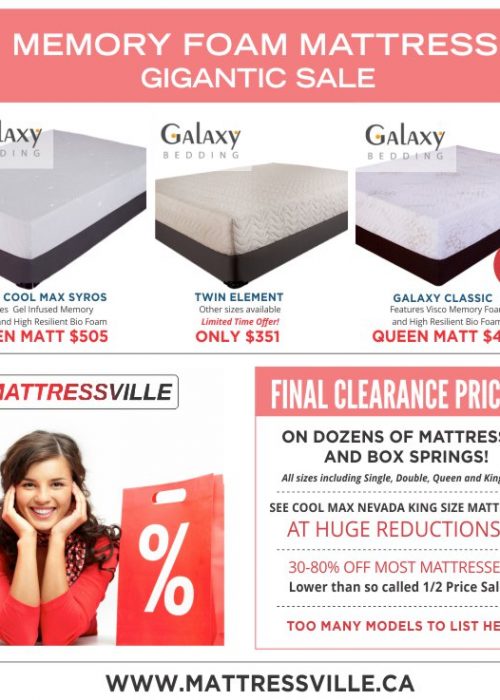 MEMORY FOAM MATTRESS
GIGANTIC SALE
Galaxy
BEDDING
Galaxy
BEDDING
Galaxy
BEDDING
COOL MAX SYROS
Gel Infused Memory
and High Resilient Bio Foam
MATT $505
TWIN ELEMENT
Other sizes available
Limited Time Offer!
ONLY $351
GALAXY CLASSIC
Features Visco Memory Foa
and High Resilient Bio Foam
QUEEN MATT $4
MATTRESSVILLE
%
FINAL CLEARANCE PRIC
ON DOZENS OF MATTRESS
AND BOX SPRINGS!
All sizes including Single, Double, Queen and King
SEE COOL MAX NEVADA KING SIZE MATT
AT HUGE REDUCTIONS
30-80% OFF MOST MATTRESSE
Lower than so called 1/2 Price Sal
TOO MANY MODELS TO LIST HE
WWW.MATTRESSVILLE.CA